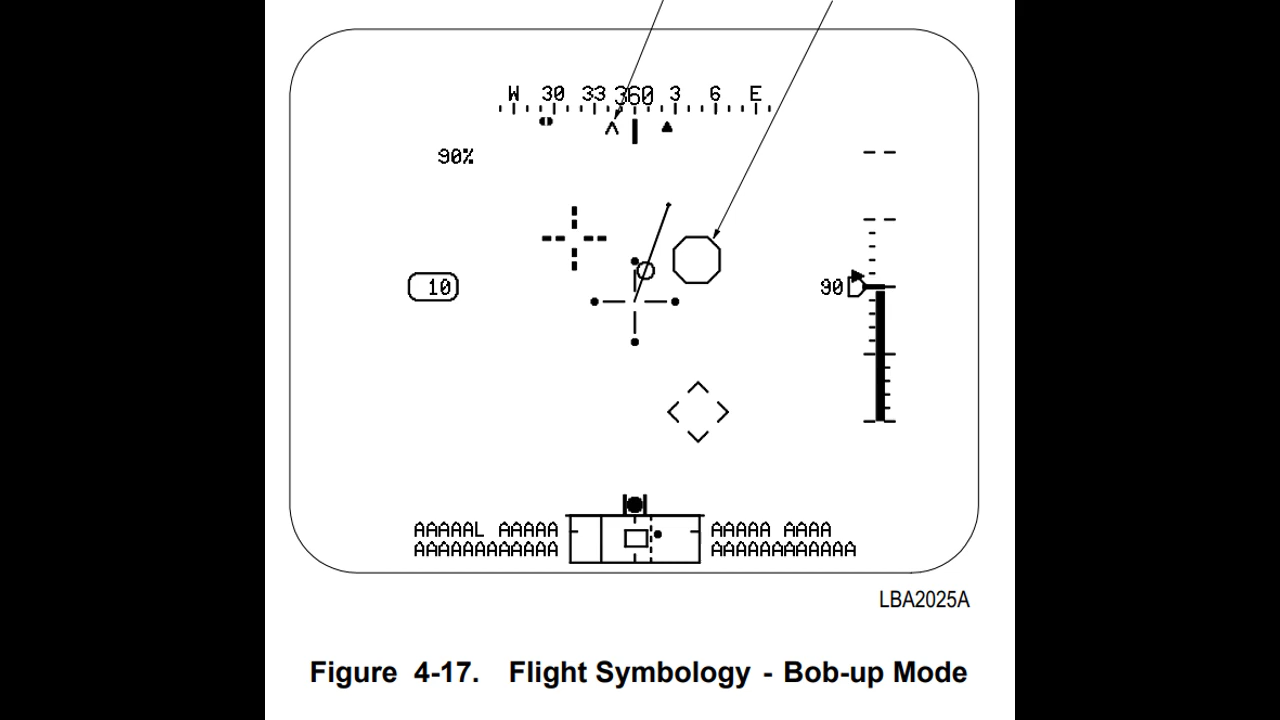 W 30 33 360 3 6 E
90%
10
90
AAAAAL AAAAA AAAAA AAAA
AAAAAAAAAAAA AAAAAAAAAAAA
LBA2025A
Figure 4-17. Flight Symbology - Bob-up Mode